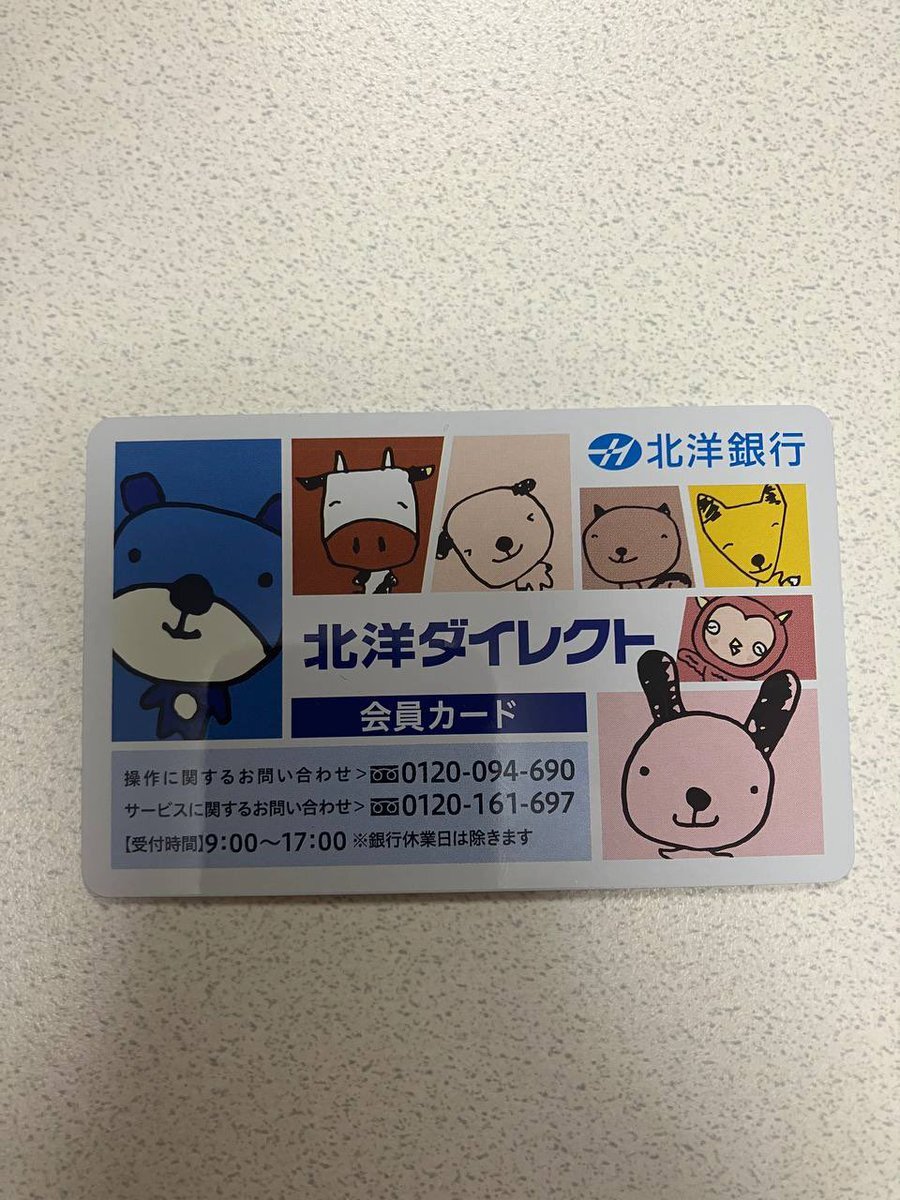 北洋銀行
北洋ダイレクト
会員カード
操作に関するお問い合わせ>0120-094-690
サービスに関するお問い合わせ>0120-161-697
【受付時間】9:00～17:00 ※銀行休業日は除きます